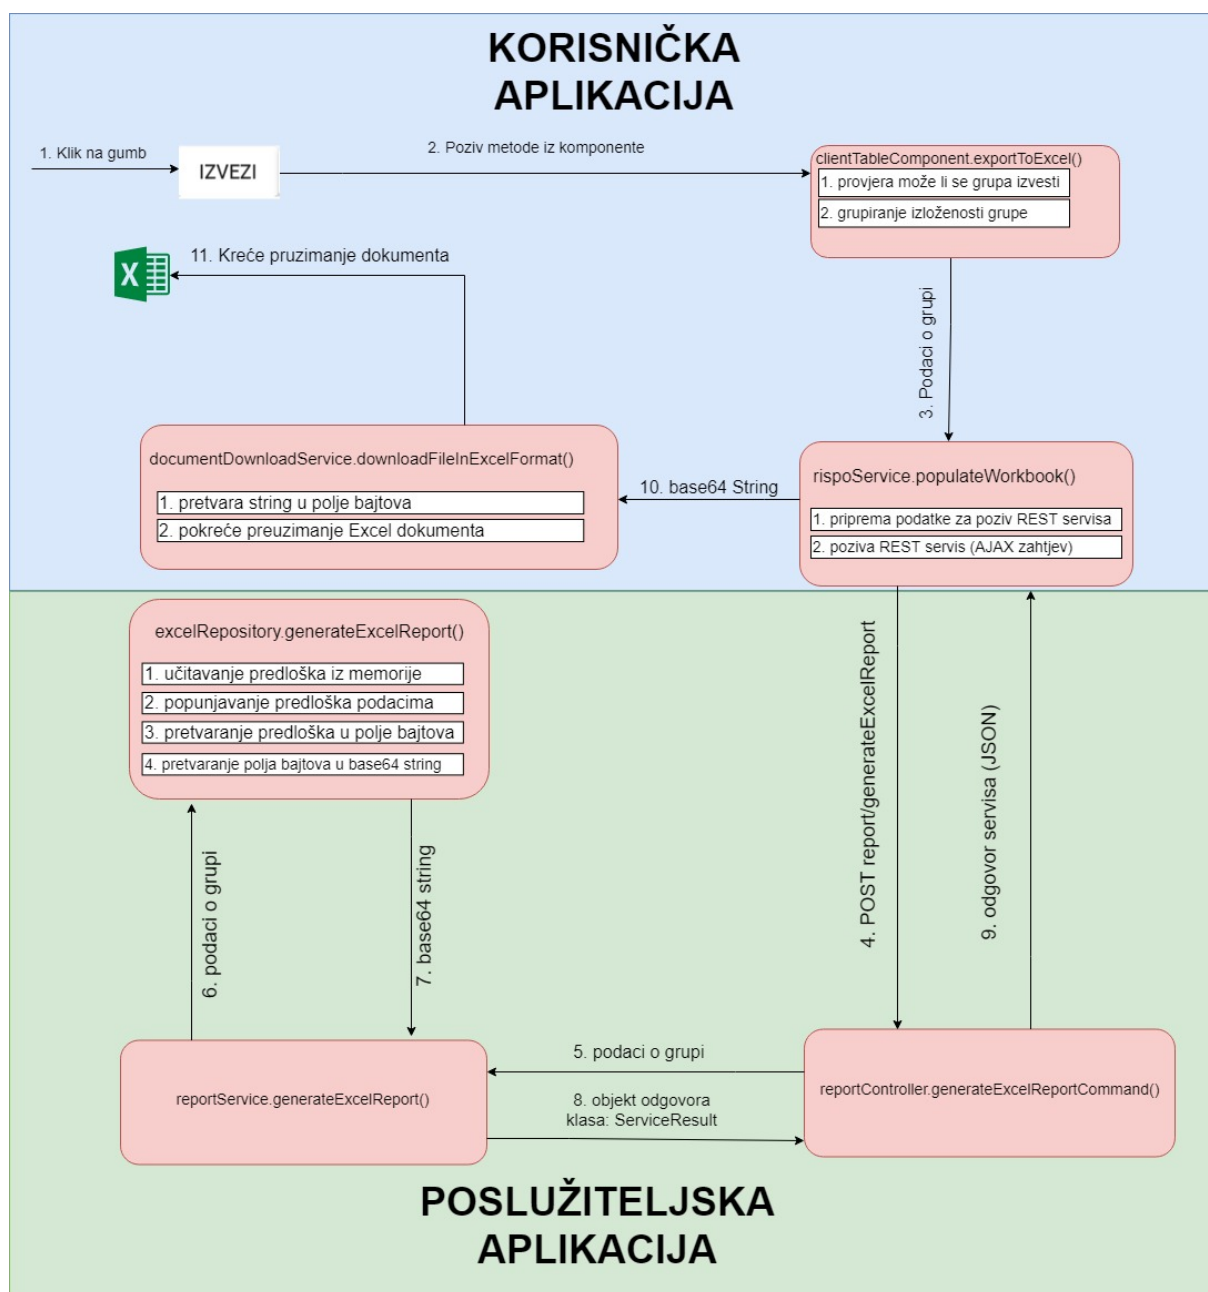 KORISNIČKA
APLIKACIJA
1. Klik na gumb
IZVEZI
2. Poziv metode iz komponente
clientTableComponent.exportToExcel()
1. provjera može li se grupa izvesti
2. grupiranje izloženosti grupe
11. Kreće pruzimanje dokumenta
X
3. Podaci o grupi
documentDownloadService.downloadFileInExcelFormat()
1. pretvara string u polje bajtova
2. pokreće preuzimanje Excel dokumenta
10. base64 String
rispoService.populateWorkbook()
1. priprema podatke za poziv REST servisa
2. poziva REST servis (AJAX zahtjev)
excelRepository.generateExcelReport()
1. učitavanje predloška iz memorije
2. popunjavanje predloška podacima
3. pretvaranje predloška u polje bajtova
4. pretvaranje polja bajtova u base64 string
4. POST report/generateExcelReport
9. odgovor servisa (JSON)
6. podaci o grupi
7. base64 string
reportService.generateExcelReport()
5. podaci o grupi
8. objekt odgovora
klasa: ServiceResult
reportController.generateExcelReportCommand()
POSLUŽITELJSKA
APLIKACIJA